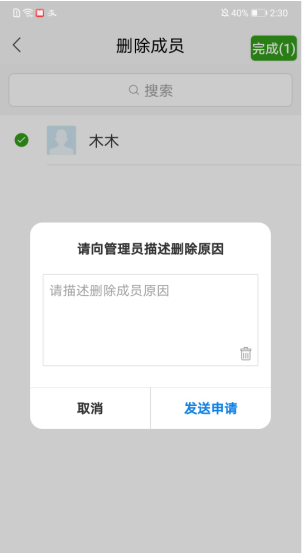 40% 2:30
删除成员
完成(1)
搜索
木木
请向管理员描述删除原因
请描述删除成员原因
取消
发送申请